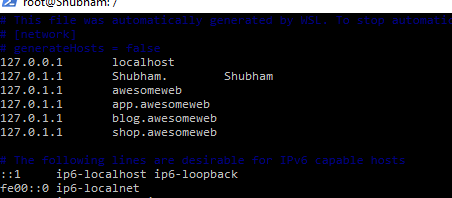 root@Shubham: /
# This file was automatically generated by WSL. To stop automati
# [network]
# generateHosts = false
127.0.0.1 localhost
127.0.1.1 Shubham. Shubham
127.0.1.1 awesomeweb
127.0.1.1 app.awesomeweb
127.0.1.1 blog.awesomeweb
127.0.1.1 shop.awesomeweb
# The following lines are desirable for IPv6 capable hosts
::1 ip6-localhost ip6-loopback
fe00::0 ip6-localnet